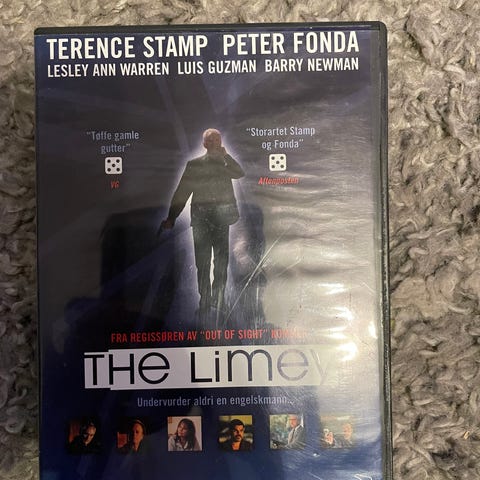 TERENCE STAMP PETER FONDA
LESLEY ANN WARREN LUIS GUZMAN BARRY NEWMAN
"Tøffe gamle
gutter"
VG
"Storartet Stamp
og Fonda"
Aftenposten
FRA REGISSØREN AV "OUT OF SIGHT" KOMMER
THE LIMEY
Undervurder aldri en engelskmann...